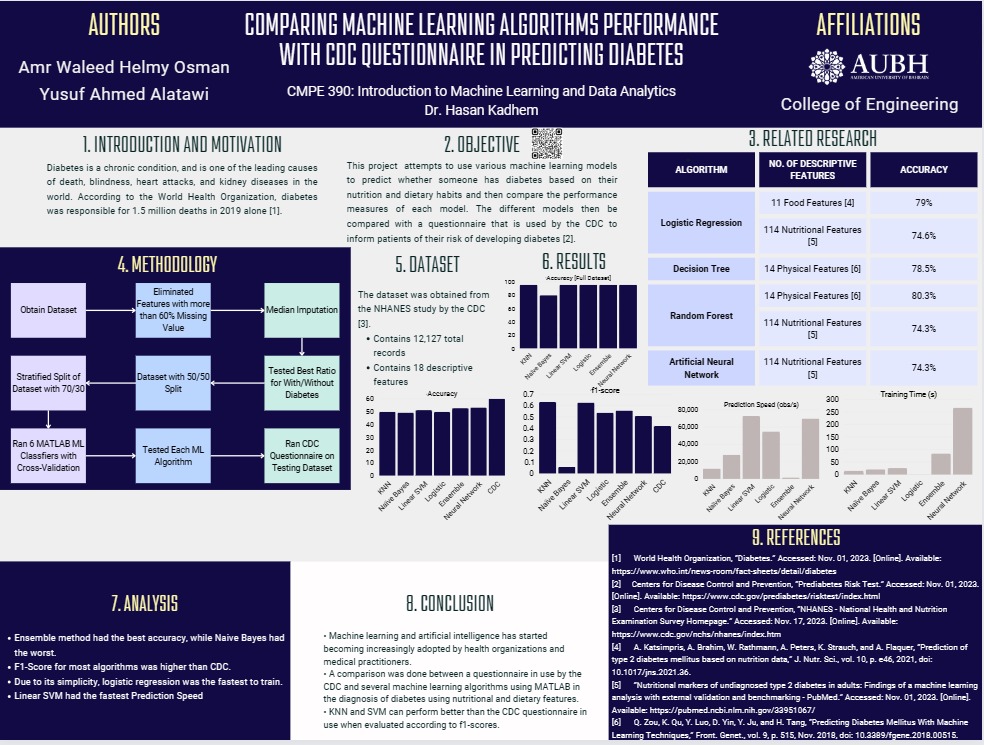 AUTHORS
Amr Waleed Helmy Osman
Yusuf Ahmed Alatawi
COMPARING MACHINE LEARNING ALGORITHMS PERFORMANCE
WITH CDC QUESTIONNAIRE IN PREDICTING DIABETES
CMPE 390: Introduction to Machine Learning and Data Analytics
Dr. Hasan Kadhem
AFFILIATIONS
AUBH
AMERICAN UNIVERSITY OF BAHRAIN
College of Engineering
1. INTRODUCTION AND MOTIVATION
Diabetes is a chronic condition, and is one of the leading causes
of death, blindness, heart attacks, and kidney diseases in the
world. According to the World Health Organization, diabetes
was responsible for 1.5 million deaths in 2019 alone [1].
2. OBJECTIVE
This project attempts to use various machine learning models
to predict whether someone has diabetes based on their
nutrition and dietary habits and then compare the performance
measures of each model. The different models then be
compared with a questionnaire that is used by the CDC to
inform patients of their risk of developing diabetes [2].
3. RELATED RESEARCH
ALGORITHM
NO. OF DESCRIPTIVE
FEATURES
ACCURACY
Logistic Regression
11 Food Features [4]
79%
114 Nutritional Features
[5]
74.6%
Decision Tree
14 Physical Features [6]
78.5%
Random Forest
14 Physical Features [6]
80.3%
114 Nutritional Features
[5]
74.3%
Artificial Neural
Network
114 Nutritional Features
[5]
74.3%
4. METHODOLOGY
Obtain Dataset
Eliminated
Features with more
than 60% Missing
Value
Median Imputation
Stratified Split of
Dataset with 70/30
Dataset with 50/50
Split
Tested Best Ratio
for With/Without
Diabetes
Ran 6 MATLAB ML
Classfiers with
Cross-Validation
Tested Each ML
Algorithm
Ran CDC
Questionnaire on
Testing Dataset
5. DATASET
The dataset was obtained from
the NHANES study by the CDC
[3].
• Contains 12,127 total
records
• Contains 18 descriptive
features
6. RESULTS
Accuracy [Full Dataset]
100
80
60
40
20
0
KNN
Naive Bayes
Linear SVM
Logistic
Ensemble
Neural Network
Accuracy
60
50
40
30
20
10
0
KNN
Naive Bayes
Linear SVM
Logistic
Ensemble
Neural Network
CDC
f1-score
0.7
0.6
0.5
0.4
0.3
0.2
0.1
0
KNN
Naive Bayes
Linear SVM
Logistic
Ensemble
Neural Network
CDC
Prediction Speed (obs/s)
80,000
60,000
40,000
20,000
0
KNN
Naive Bayes
Linear SVM
Logistic
Ensemble
Neural Network
Training Time (s)
300
250
200
150
100
50
0
KNN
Naive Bayes
Linear SVM
Logistic
Ensemble
Neural Network
7. ANALYSIS
• Ensemble method had the best accuracy, while Naive Bayes had
the worst.
• F1-Score for most algorithms was higher than CDC.
• Due to its simplicity, logistic regression was the fastest to train.
• Linear SVM had the fastest Prediction Speed
8. CONCLUSION
• Machine learning and artificial intelligence has started
becoming increasingly adopted by health organizations and
medical practitioners.
• A comparison was done between a questionnaire in use by the
CDC and several machine learning algorithms using MATLAB in
the diagnosis of diabetes using nutritional and dietary features.
• KNN and SVM can perform better than the CDC questionnaire in
use when evaluated according to f1-scores.
9. REFERENCES
[1] World Health Organization, "Diabetes." Accessed: Nov. 01, 2023. [Online]. Available:
https://www.who.int/news-room/fact-sheets/detail/diabetes
[2] Centers for Disease Control and Prevention, "Prediabetes Risk Test." Accessed: Nov. 01, 2023.
[Online]. Available: https://www.cdc.gov/prediabetes/risktest/index.html
[3] Centers for Disease Control and Prevention, "NHANES - National Health and Nutrition
Examination Survey Homepage." Accessed: Nov. 17, 2023. [Online]. Available:
https://www.cdc.gov/nchs/nhanes/index.htm
[4] A. Katsimpris, A. Brahim, W. Rathmann, A. Peters, K. Strauch, and A. Flaquer, "Prediction of
type 2 diabetes mellitus based on nutrition data," J. Nutr. Sci., vol. 10, p. e46, 2021, doi:
10.1017/jns.2021.36.
[5] "Nutritional markers of undiagnosed type 2 diabetes in adults: Findings of a machine learning
analysis with external validation and benchmarking - PubMed." Accessed: Nov. 01, 2023. [Online].
Available: https://pubmed.ncbi.nlm.nih.gov/33951067/
[6] Q. Zou, K. Qu, Y. Luo, D. Yin, Y. Ju, and H. Tang, "Predicting Diabetes Mellitus With Machine
Learning Techniques," Front. Genet., vol. 9, p. 515, Nov. 2018, doi: 10.3389/fgene.2018.00515.